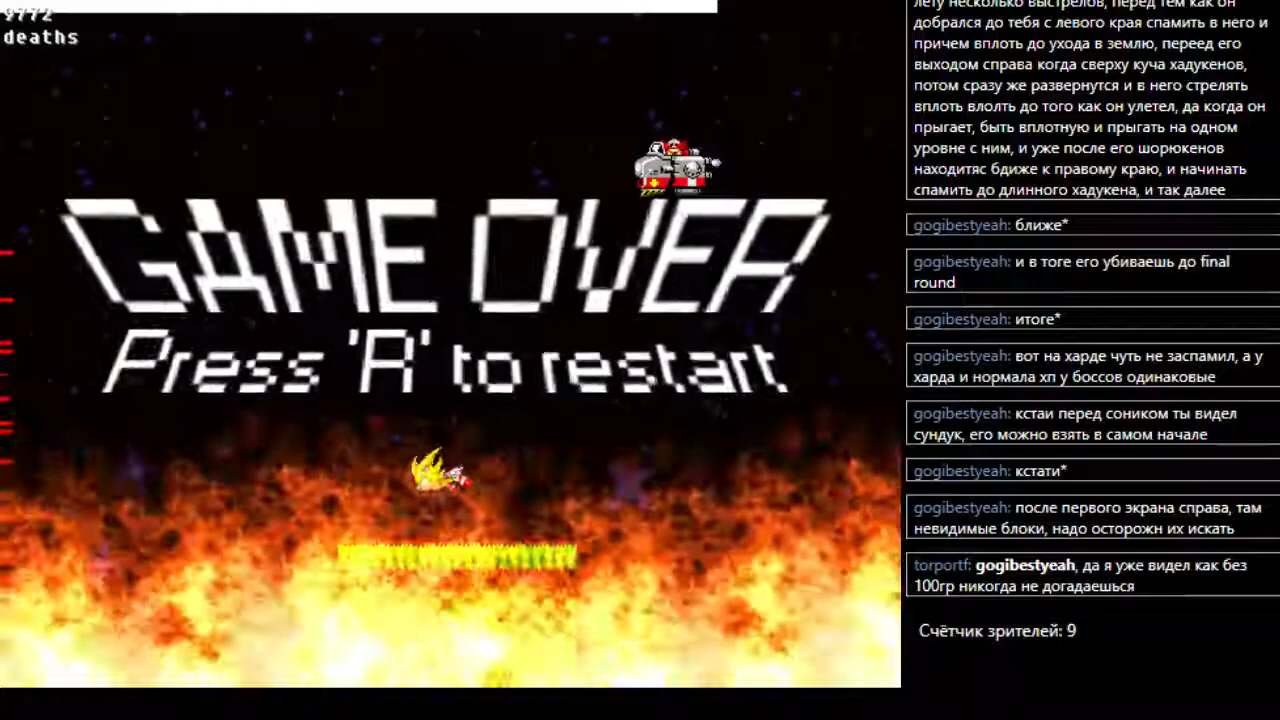 9772
deaths
GAME OVER
Press 'R' to restart
лету несколько выстрелов, перед тем как он
добрался до тебя с левого края спамить в него и
причем вплоть до ухода в землю, переед его
выходом справа когда сверху куча хадукенов,
потом сразу же развернутся и в него стрелять
вплоть влолть до того как он улетел, да когда он
прыгает, быть вплотную и прыгать на одном
уровне с ним, и уже после его шорюкенов
находитяс бдиже к правому краю, и начинать
спамить до длинного хадукена, и так далее
gogibestyeah: ближе*
gogibestyeah: и в тоге его убиваешь до final
round
gogibestyeah: итоге*
gogibestyeah: вот на харде чуть не заспамил, а у
харда и нормала хп у боссов одинаковые
gogibestyeah: кстаи перед соником ты видел
сундук, его можно взять в самом начале
gogibestyeah: кстати*
gogibestyeah: после первого экрана справа, там
невидимые блоки, надо осторожн их искать
torportf: gogibestyeah, да я уже видел как без
100гр никогда не догадаешься
Счётчик зрителей: 9